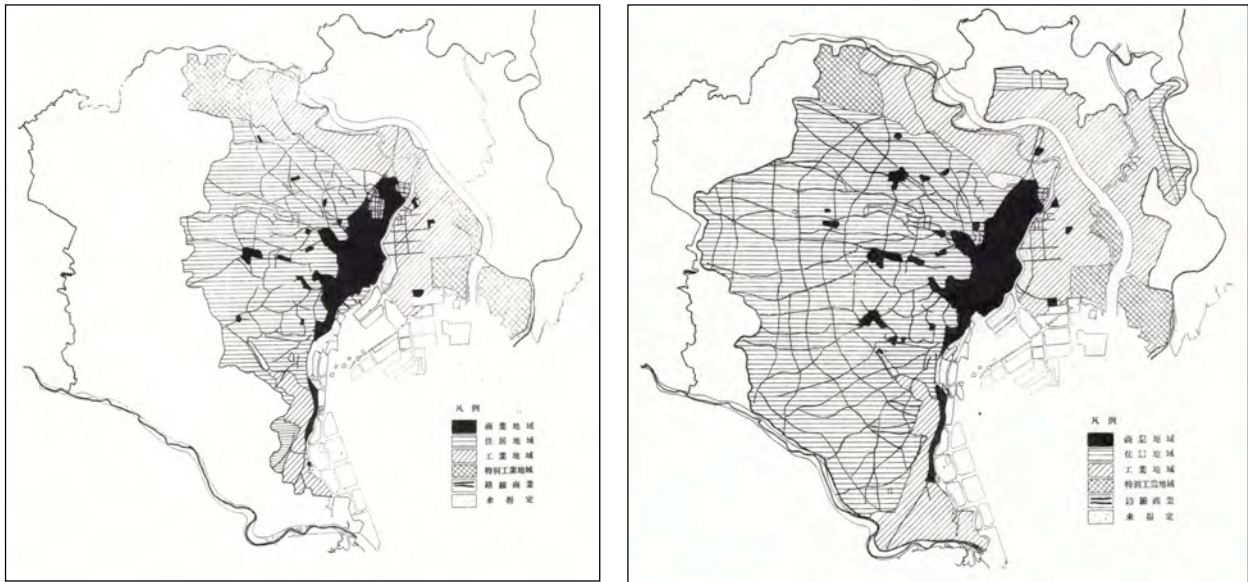 凡例
商業地域
住居地域
工業地域
特別工業地域
路線商業
未指定
凡例
商業地域
住居地域
工業地域
特別工業地域
路線商業
未指定